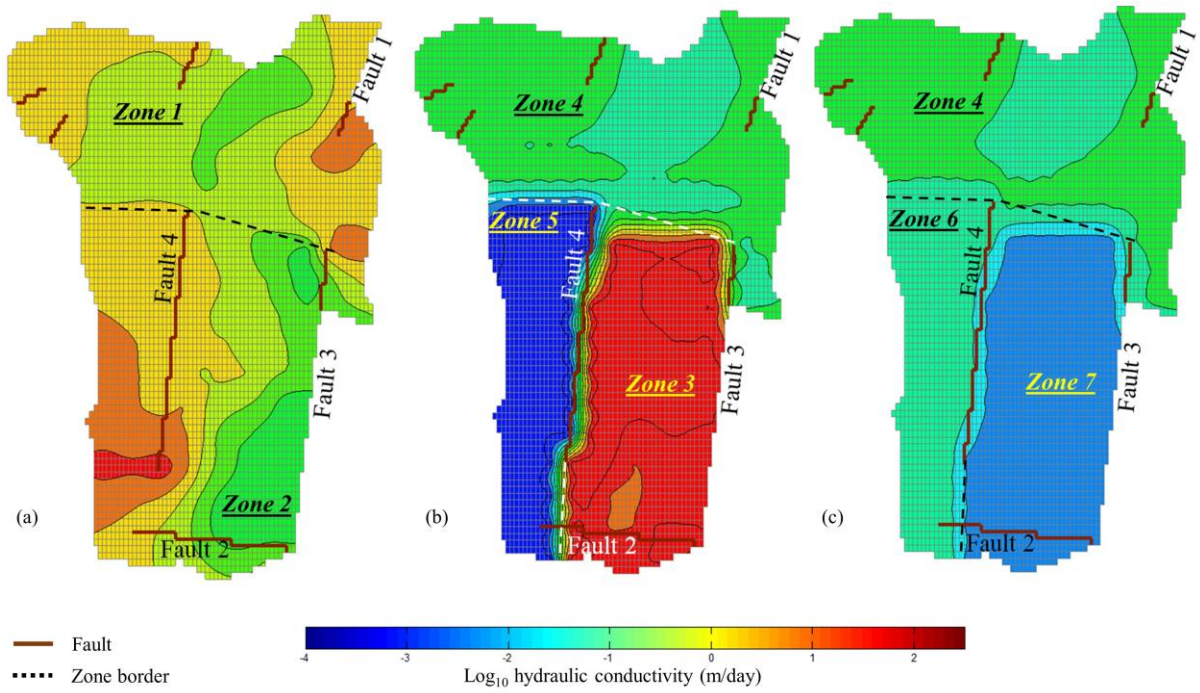 Zone 1
Fault 1
Fault 4
Fault 3
Zone 2
Fault 2
(a)
Zone 4
Fault 1
Zone 5
Fault 4
Zone 3
Fault 3
Fault 2
(b)
Zone 4
Fault 1
Zone 6
Fault 4
Zone 7
Fault 3
Fault 2
(c)
Fault
Zone border
-4 -3 -2 -1 0 1 2
Log₁₀ hydraulic conductivity (m/day)